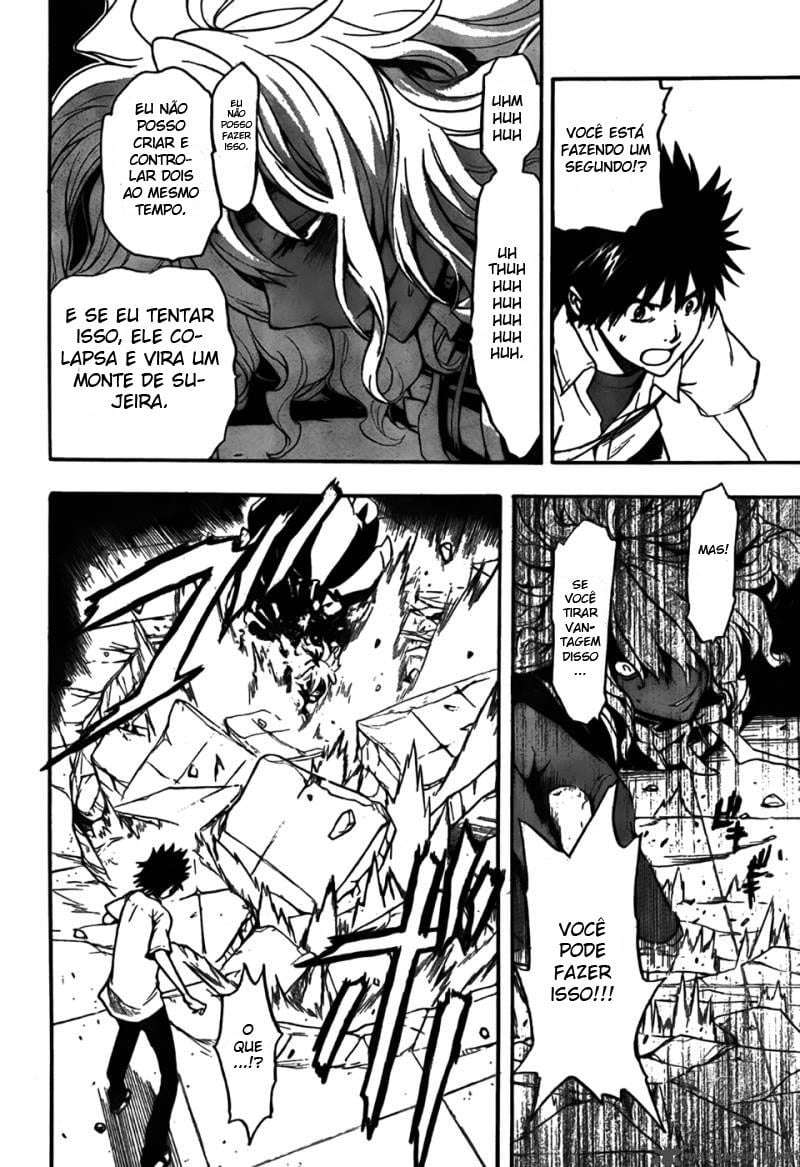 VOCÊ ESTÁ
FAZENDO UM
SEGUNDO!?
UHM
HUH
HUH
UH
THUH
HUH
HUH
HUH
HUH
HUH.
EU
NÃO
POSSO
FAZER
ISSO.
EU NÃO
POSSO
CRIAR E
CONTRO-
LAR DOIS
AO MESMO
TEMPO.
E SE EU TENTAR
ISSO, ELE CO-
LAPSA E VIRA UM
MONTE DE SU-
JEIRA.
MAS!
SE
VOCÊ
TIRAR
VAN-
TAGEM
DISSO
...
VOCÊ
PODE
FAZER
ISSO!!!
O
QUE
...!?